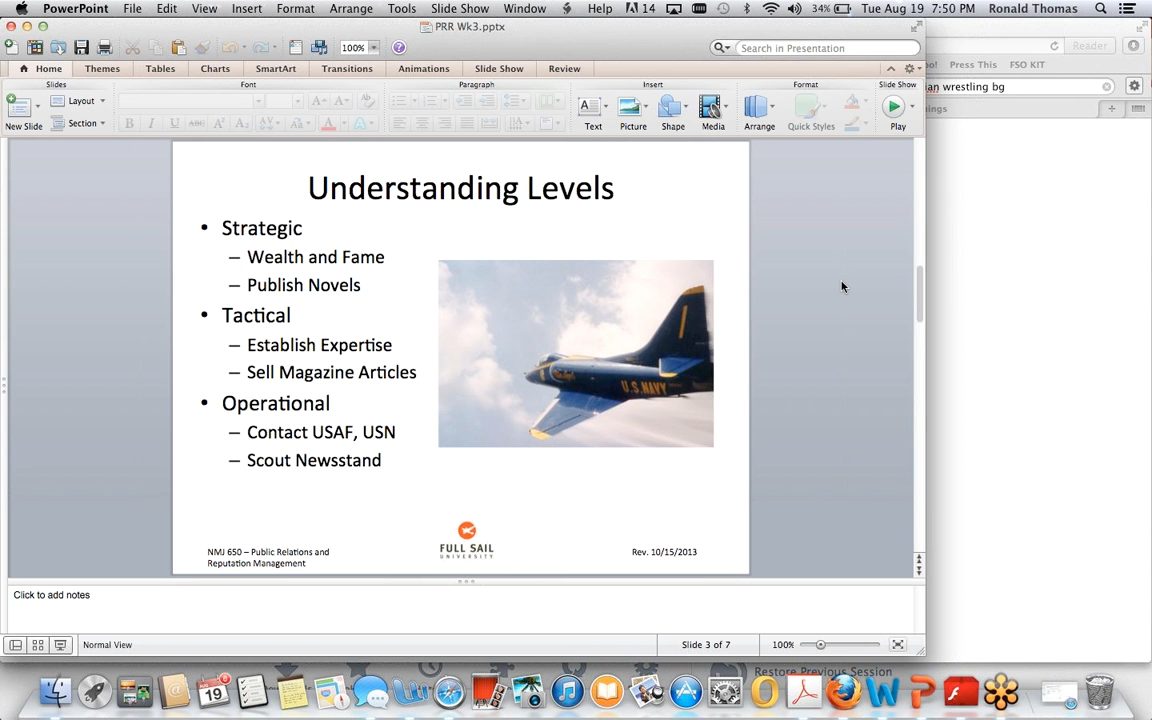 PowerPoint File Edit View Insert Format Arrange Tools Slide Show Window Help 14 34% Tue Aug 19 7:50 PM Ronald Thomas
PRR Wk3.pptx
100% Search in Presentation
Reader
Home Themes Tables Charts SmartArt Transitions Animations Slide Show Review
Press This FSO KIT
Slides Font Paragraph Insert Format Slide Show
wrestling bg
New Slide Layout Section
Text Picture Shape Media Arrange Quick Styles Play
Understanding Levels
• Strategic
– Wealth and Fame
– Publish Novels
• Tactical
– Establish Expertise
– Sell Magazine Articles
• Operational
– Contact USAF, USN
– Scout Newsstand
U.S.NAVY
FULL SAIL
UNIVERSITY
NMJ 650 – Public Relations and
Reputation Management
Rev. 10/15/2013
Click to add notes
Normal View Slide 3 of 7 100%
Restore Previous Session
19